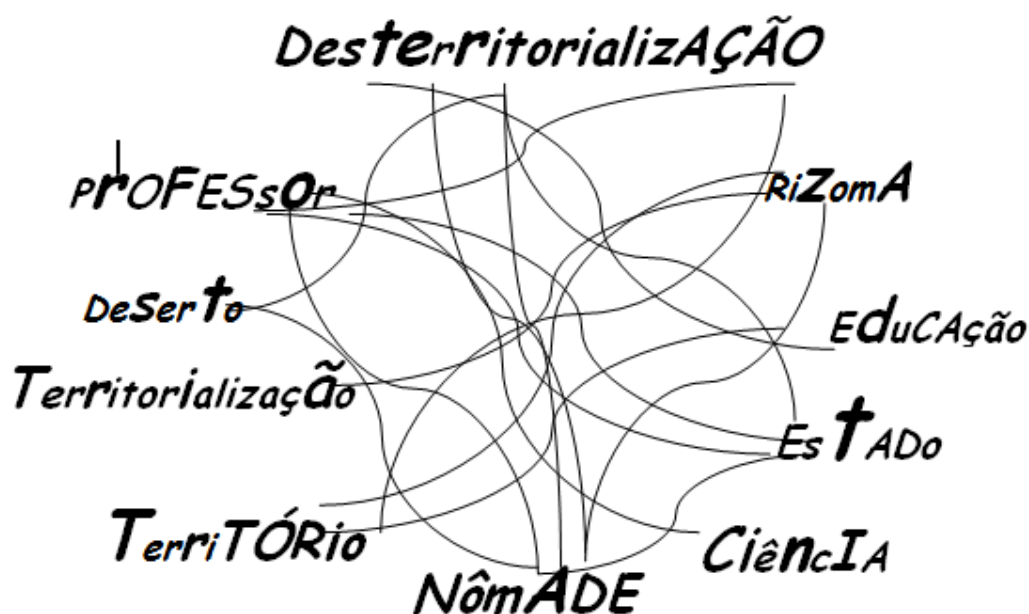 DesterritorializAÇÃO
PrOFESsor
RizomA
DeserTo
EduCAção
Territorialização
EstADo
TerriTÓRio
CiêncIA
NômADE